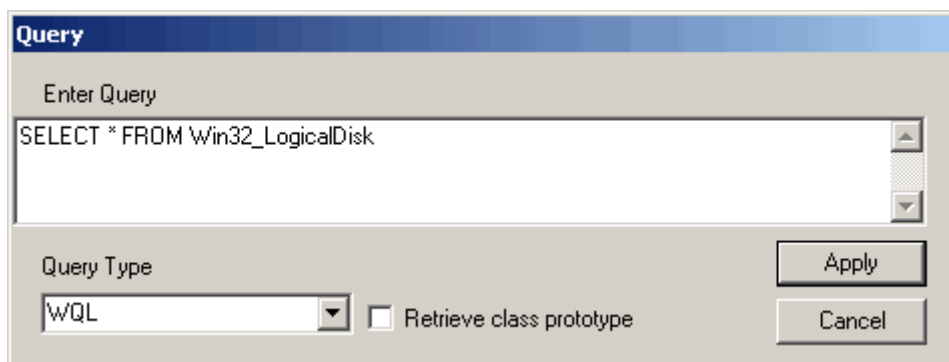 Query
Enter Query
SELECT * FROM Win32_LogicalDisk
Query Type
Apply
WQL
Retrieve class prototype
Cancel